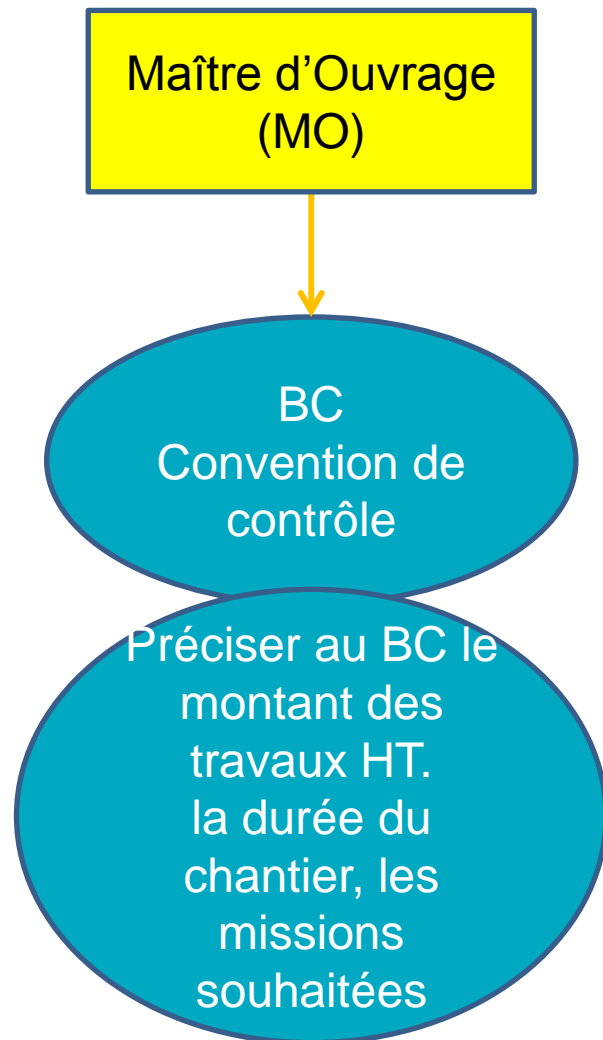 Maître d’Ouvrage
(MO)
BC
Convention de
contrôle
Préciser au BC le
montant des
travaux HT.
la durée du
chantier, les
missions
souhaitées